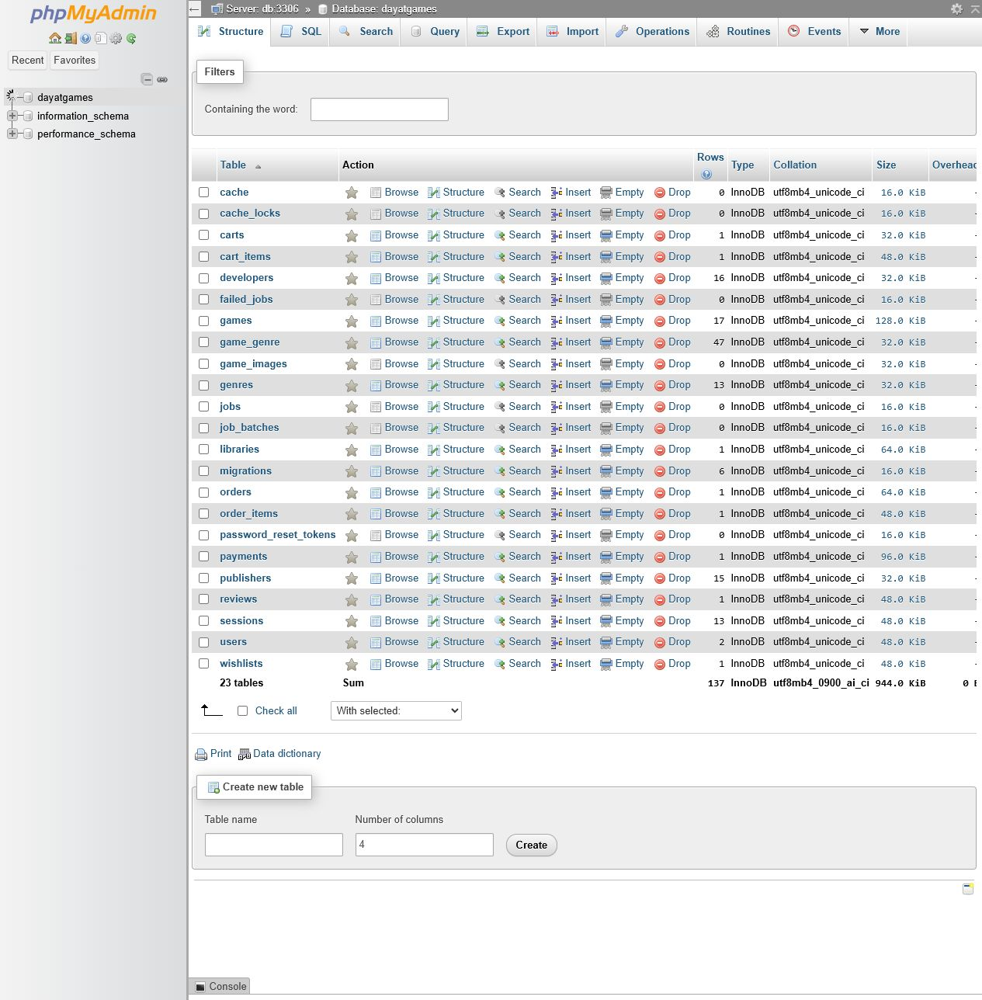 phpMyAdmin
Recent Favorites
dayatgames
information_schema
performance_schema
Server: db:3306 » Database: dayatgames
Structure SQL Search Query Export Import Operations Routines Events More
Filters
Containing the word:
Table Action Rows Type Collation Size Overhead
cache Browse Structure Search Insert Empty Drop 0 InnoDB utf8mb4_unicode_ci 16.0 KiB -
cache_locks Browse Structure Search Insert Empty Drop 0 InnoDB utf8mb4_unicode_ci 16.0 KiB -
carts Browse Structure Search Insert Empty Drop 1 InnoDB utf8mb4_unicode_ci 32.0 KiB -
cart_items Browse Structure Search Insert Empty Drop 1 InnoDB utf8mb4_unicode_ci 48.0 KiB -
developers Browse Structure Search Insert Empty Drop 16 InnoDB utf8mb4_unicode_ci 32.0 KiB -
failed_jobs Browse Structure Search Insert Empty Drop 0 InnoDB utf8mb4_unicode_ci 16.0 KiB -
games Browse Structure Search Insert Empty Drop 17 InnoDB utf8mb4_unicode_ci 128.0 KiB -
game_genre Browse Structure Search Insert Empty Drop 47 InnoDB utf8mb4_unicode_ci 32.0 KiB -
game_images Browse Structure Search Insert Empty Drop 0 InnoDB utf8mb4_unicode_ci 32.0 KiB -
genres Browse Structure Search Insert Empty Drop 13 InnoDB utf8mb4_unicode_ci 32.0 KiB -
jobs Browse Structure Search Insert Empty Drop 0 InnoDB utf8mb4_unicode_ci 16.0 KiB -
job_batches Browse Structure Search Insert Empty Drop 0 InnoDB utf8mb4_unicode_ci 16.0 KiB -
libraries Browse Structure Search Insert Empty Drop 1 InnoDB utf8mb4_unicode_ci 64.0 KiB -
migrations Browse Structure Search Insert Empty Drop 6 InnoDB utf8mb4_unicode_ci 16.0 KiB -
orders Browse Structure Search Insert Empty Drop 1 InnoDB utf8mb4_unicode_ci 64.0 KiB -
order_items Browse Structure Search Insert Empty Drop 1 InnoDB utf8mb4_unicode_ci 48.0 KiB -
password_reset_tokens Browse Structure Search Insert Empty Drop 0 InnoDB utf8mb4_unicode_ci 16.0 KiB -
payments Browse Structure Search Insert Empty Drop 1 InnoDB utf8mb4_unicode_ci 96.0 KiB -
publishers Browse Structure Search Insert Empty Drop 15 InnoDB utf8mb4_unicode_ci 32.0 KiB -
reviews Browse Structure Search Insert Empty Drop 1 InnoDB utf8mb4_unicode_ci 48.0 KiB -
sessions Browse Structure Search Insert Empty Drop 13 InnoDB utf8mb4_unicode_ci 48.0 KiB -
users Browse Structure Search Insert Empty Drop 2 InnoDB utf8mb4_unicode_ci 48.0 KiB -
wishlists Browse Structure Search Insert Empty Drop 1 InnoDB utf8mb4_unicode_ci 48.0 KiB -
23 tables Sum 137 InnoDB utf8mb4_0900_ai_ci 944.0 KiB 0 B
Check all With selected:
Print Data dictionary
Create new table
Table name Number of columns
4 Create
Console